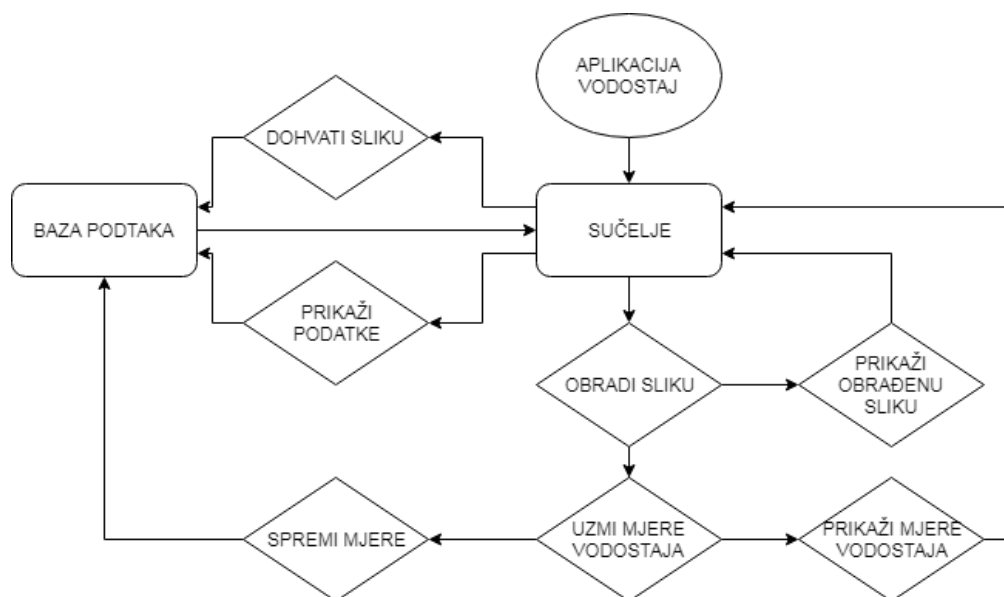 APLIKACIJA
VODOSTAJ
DOHVATI SLIKU
BAZA PODTAKA
SUČELJE
PRIKAŽI
PODATKE
OBRADI SLIKU
PRIKAŽI
OBRAĐENU
SLIKU
SPREMI MJERE
UZMI MJERE
VODOSTAJA
PRIKAŽI MJERE
VODOSTAJA